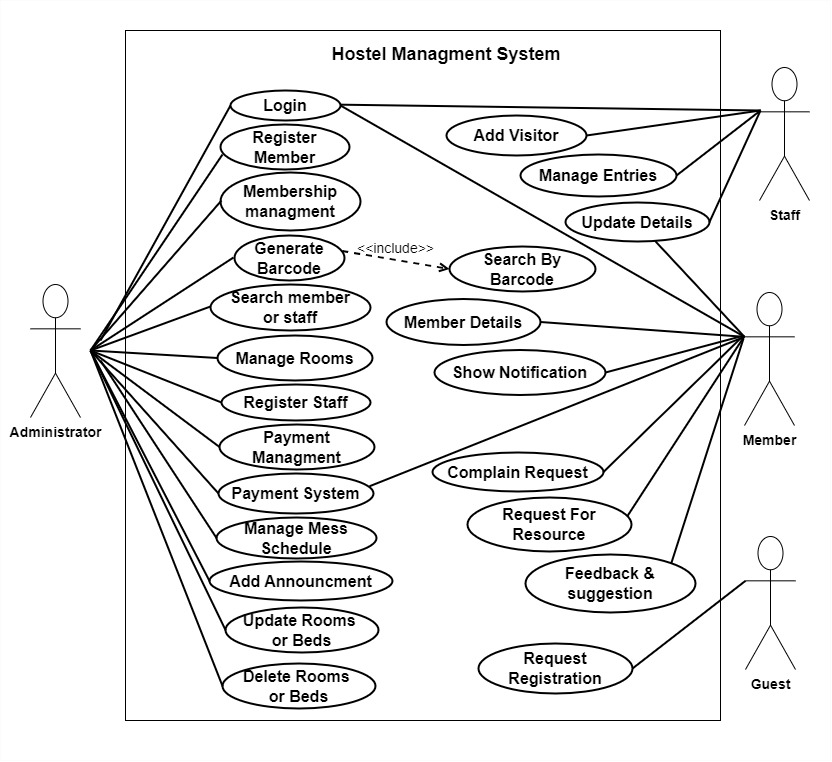 Hostel Managment System
Login
Register
Member
Membership
managment
Generate
Barcode
<<include>>
Search By
Barcode
Search member
or staff
Manage Rooms
Register Staff
Payment
Managment
Payment System
Manage Mess
Schedule
Add Announcment
Update Rooms
or Beds
Delete Rooms
or Beds
Add Visitor
Manage Entries
Update Details
Member Details
Show Notification
Complain Request
Request For
Resource
Feedback &
suggestion
Request
Registration
Administrator
Staff
Member
Guest